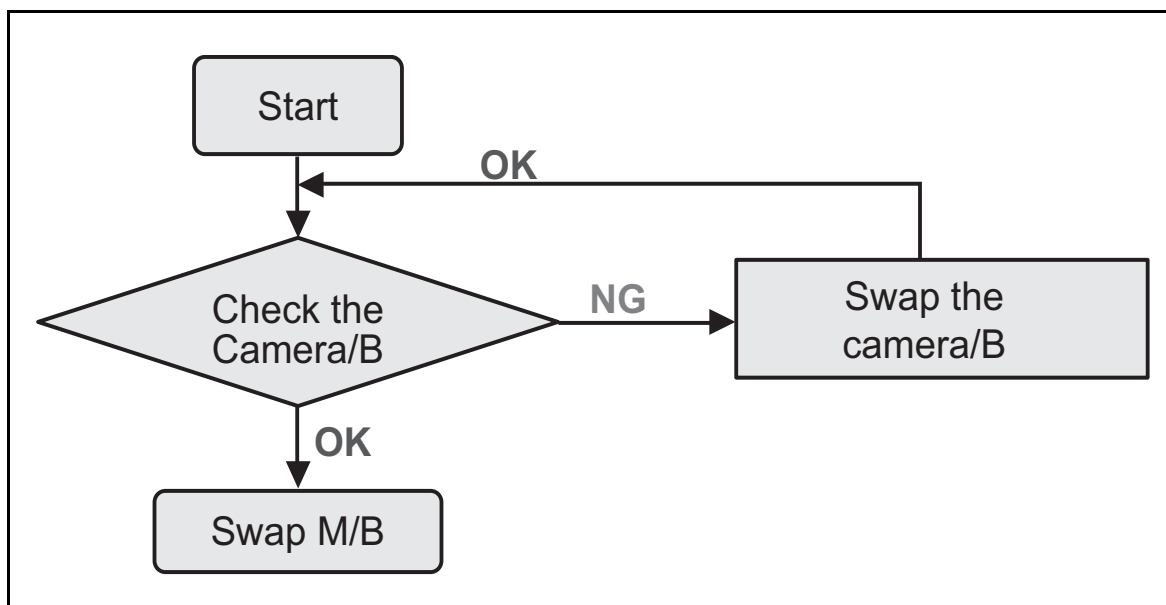 Start
OK
Check the
Camera/B
NG
Swap the
camera/B
OK
Swap M/B